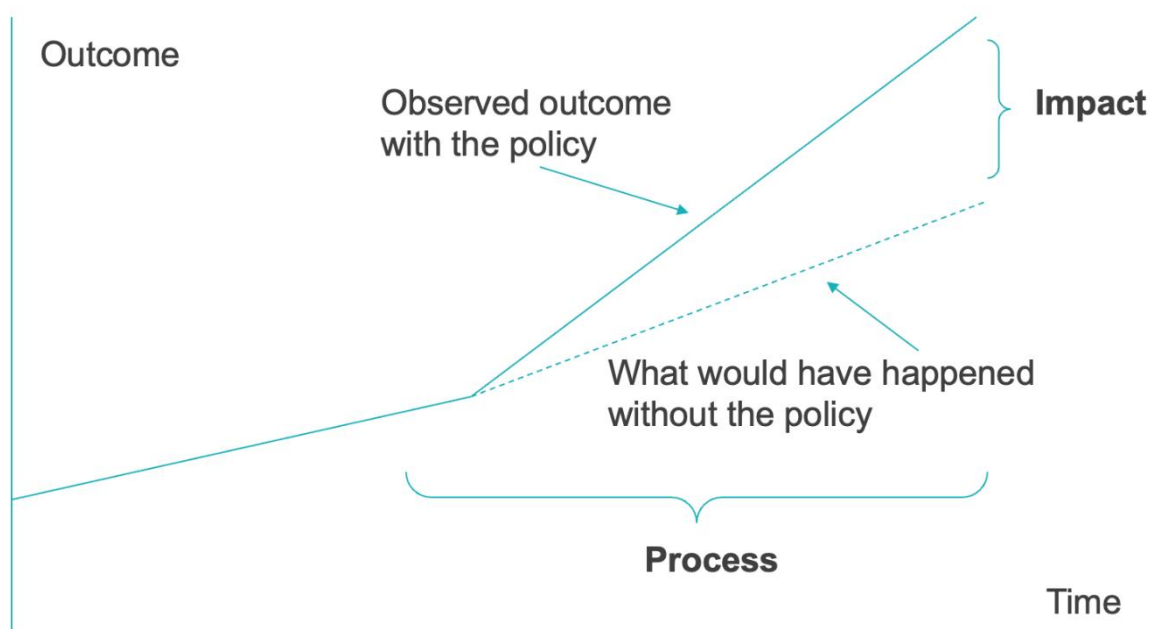 Outcome
Observed outcome
with the policy
Impact
What would have happened
without the policy
Process
Time